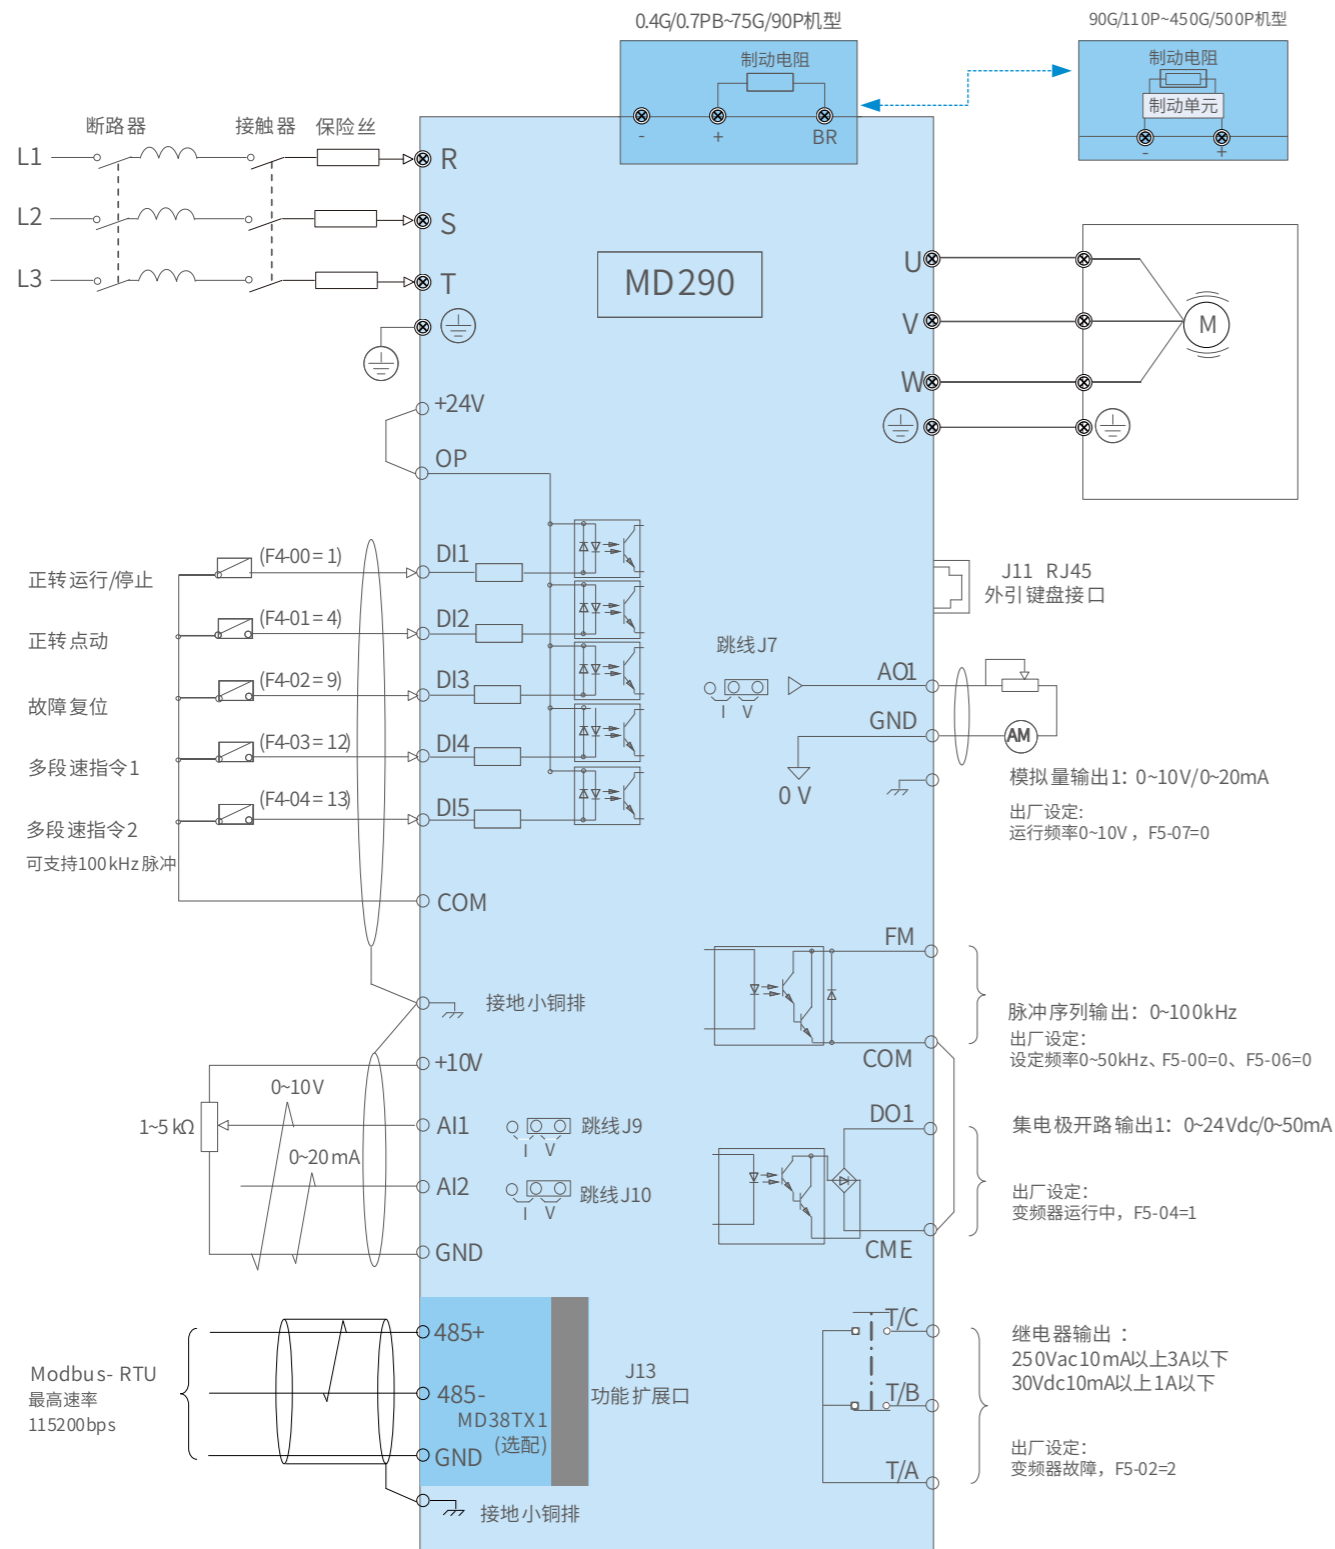 0.4G/0.7PB~75G/90P机型
90G/110P~450G/500P机型
制动电阻
- + BR
制动电阻
制动单元
- +
断路器 接触器 保险丝
L1
R
L2
S
L3
T
MD290
U
V
W
M
+24V
OP
正转运行/停止
(F4-00=1)
DI1
正转点动
(F4-01=4)
DI2
故障复位
(F4-02=9)
DI3
多段速指令1
(F4-03=12)
DI4
多段速指令2
可支持100kHz脉冲
(F4-04=13)
DI5
COM
接地小铜排
J11 RJ45
外引键盘接口
跳线J7
I V
AO1
GND
0V
AM
模拟量输出1：0~10V/0~20mA
出厂设定:
运行频率0~10V，F5-07=0
FM
COM
脉冲序列输出：0~100kHz
出厂设定：
设定频率0~50kHz、F5-00=0、F5-06=0
+10V
0~10V
1~5 kΩ
AI1
跳线J9
I V
0~20mA
AI2
跳线J10
I V
GND
DO1
CME
集电极开路输出1：0~24Vdc/0~50mA
出厂设定：
变频器运行中，F5-04=1
Modbus-RTU
最高速率
115200bps
485+
485-
MD38TX1
(选配)
GND
J13
功能扩展口
接地小铜排
T/C
T/B
T/A
继电器输出：
250Vac10mA以上3A以下
30Vdc10mA以上1A以下
出厂设定：
变频器故障，F5-02=2